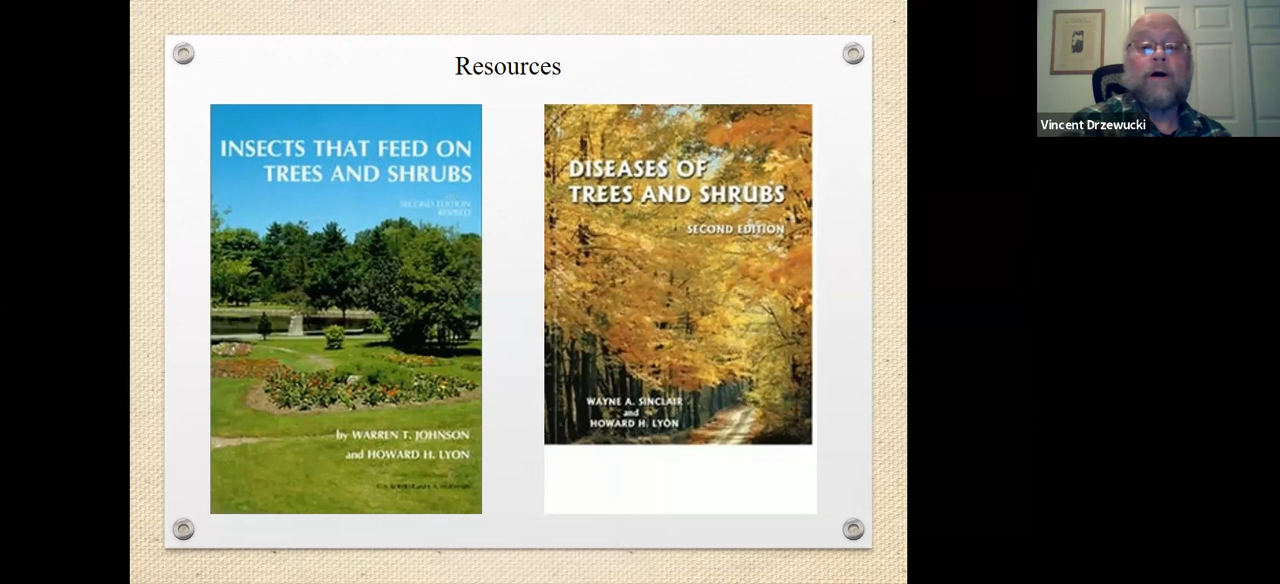 Resources
INSECTS THAT FEED ON
TREES AND SHRUBS
SECOND EDITION
REVISED
by WARREN T. JOHNSON
and HOWARD H. LYON
DISEASES OF
TREES AND SHRUBS
SECOND EDITION
WAYNE A. SINCLAIR
and
HOWARD H. LYON
Vincent Drzewucki